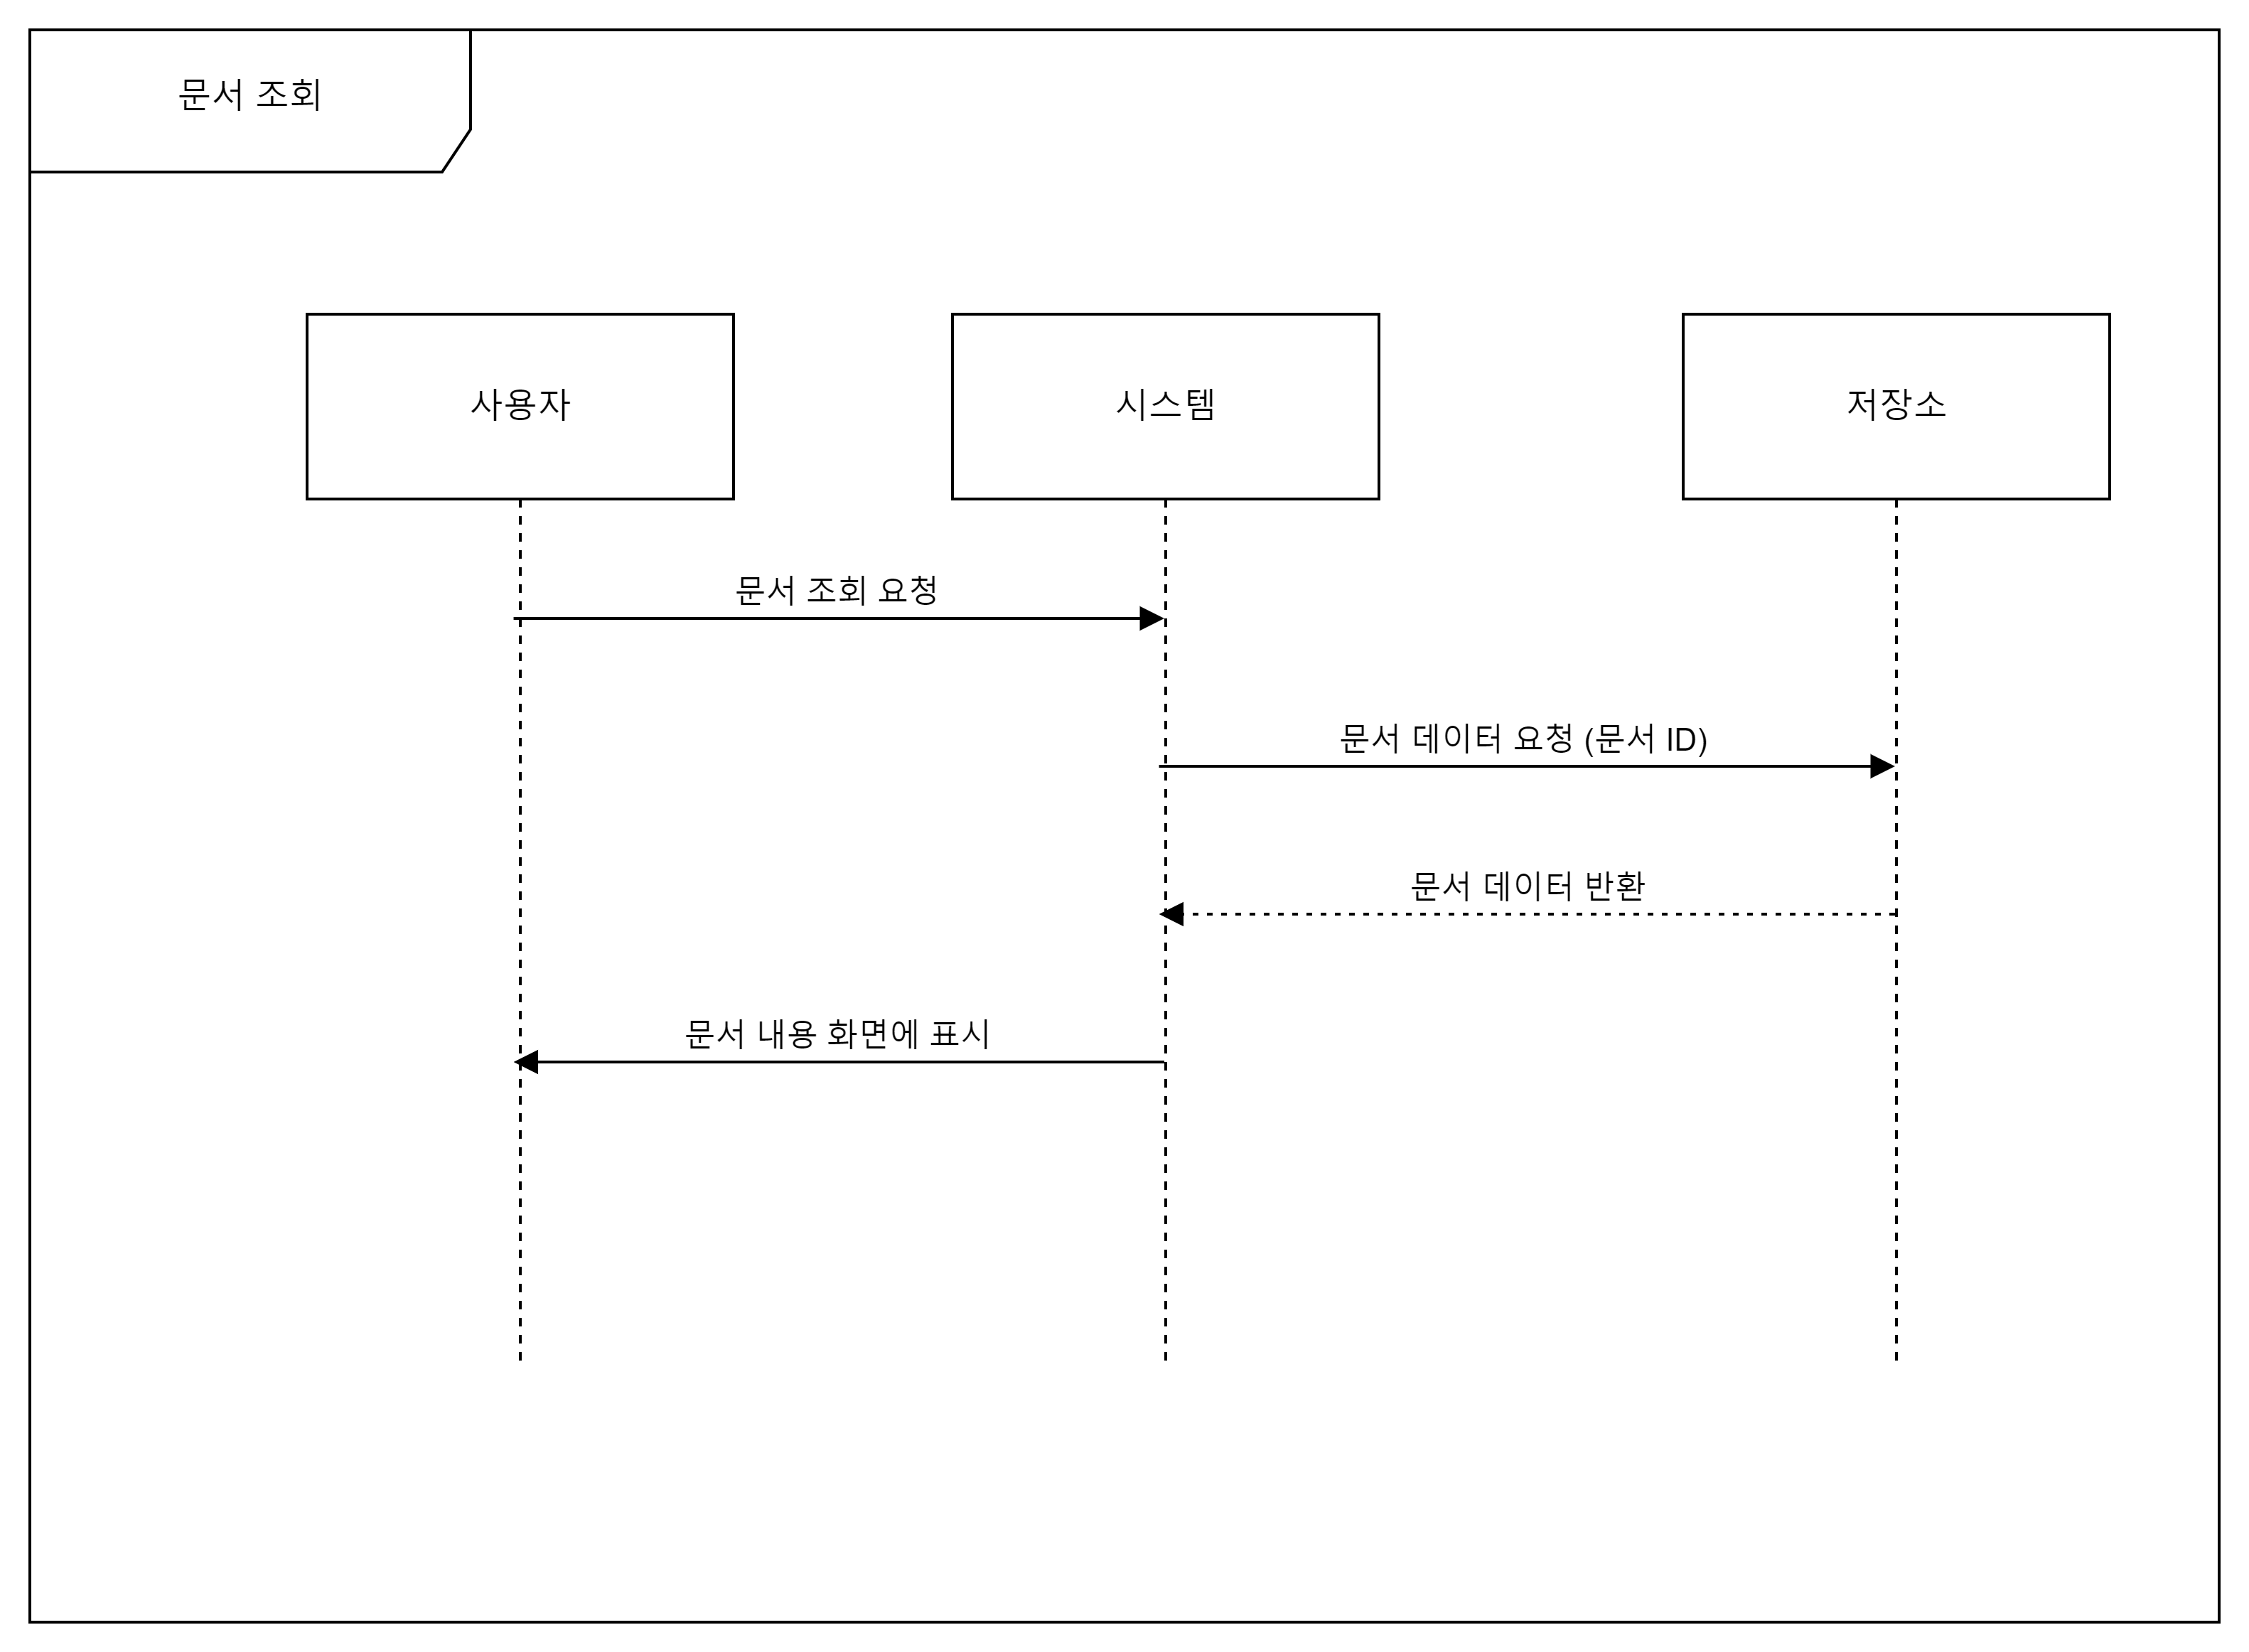 문서 조회
사용자
시스템
저장소
문서 조회 요청
문서 데이터 요청 (문서 ID)
문서 데이터 반환
문서 내용 화면에 표시